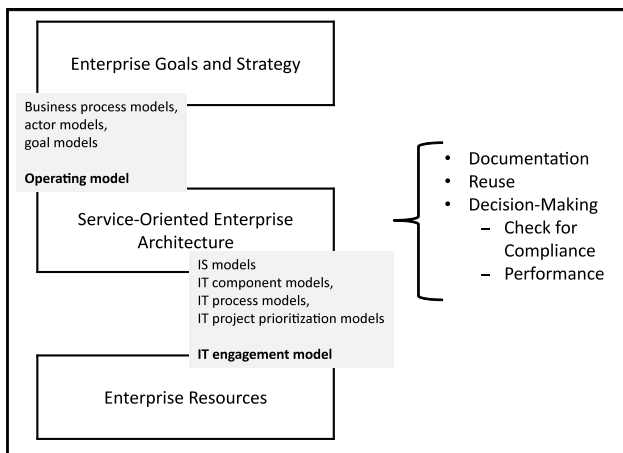 Enterprise Goals and Strategy
Business process models,
actor models,
goal models
Operating model
Service-Oriented Enterprise
Architecture
IS models
IT component models,
IT process models,
IT project prioritization models
IT engagement model
Enterprise Resources
• Documentation
• Reuse
• Decision-Making
– Check for
Compliance
– Performance